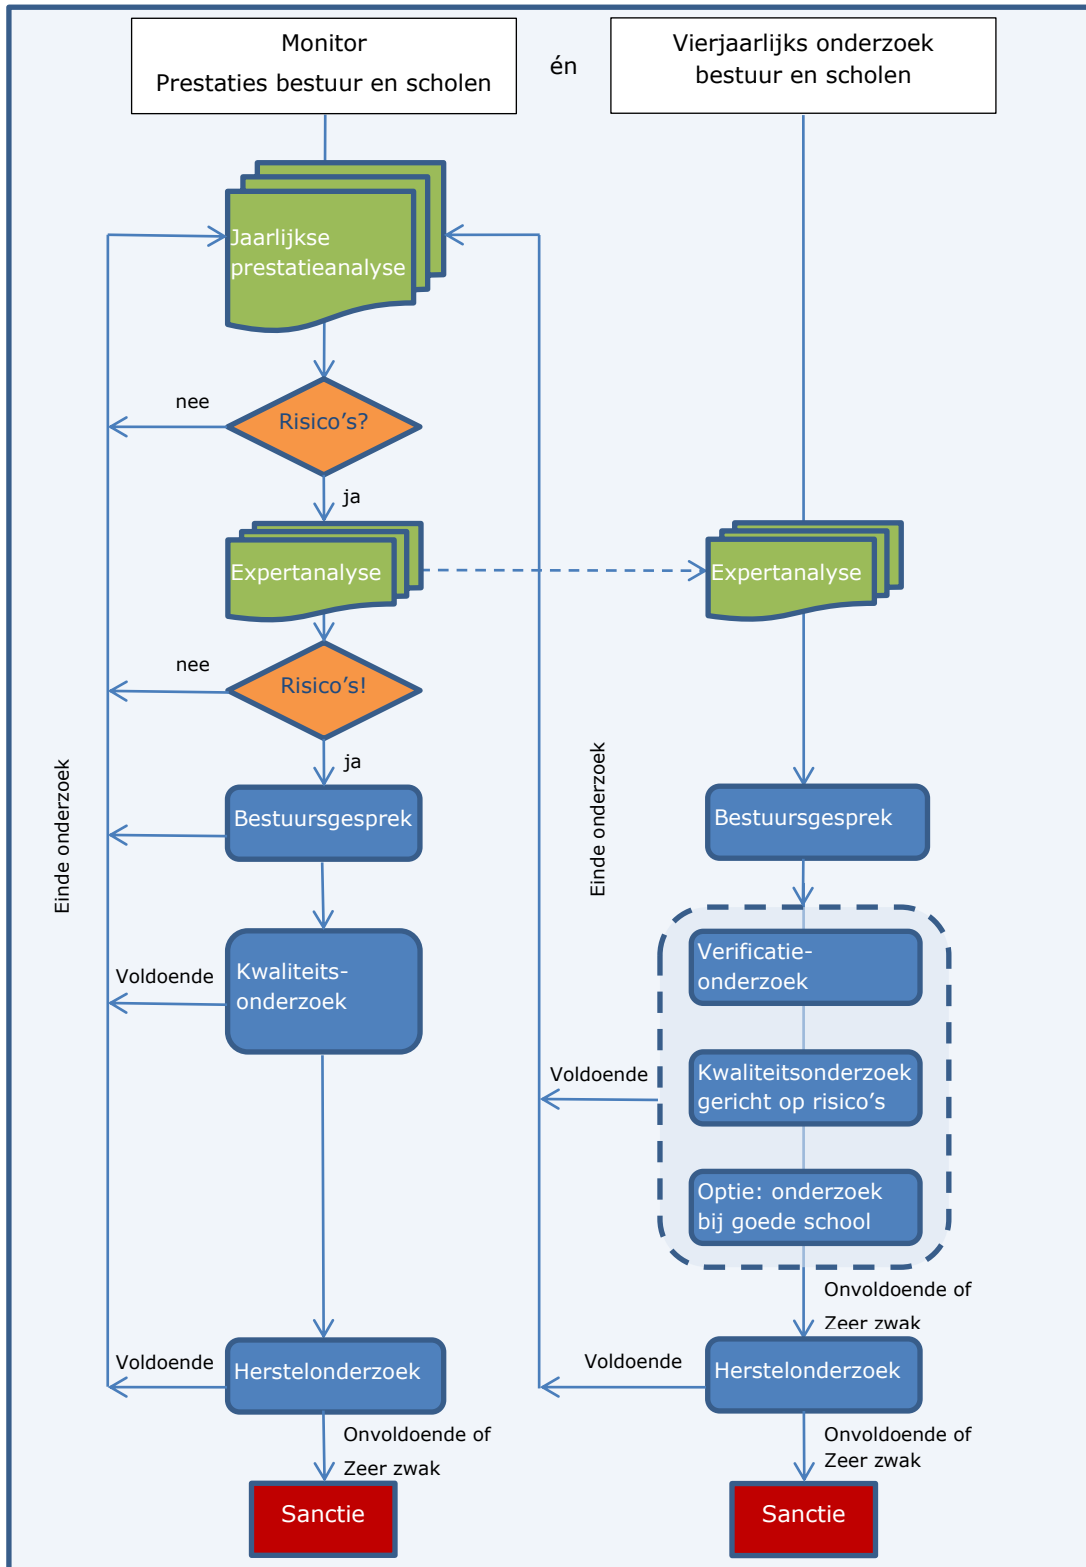 Monitor
Prestaties bestuur en scholen
én
Vierjaarlijks onderzoek
bestuur en scholen
Jaarlijkse
prestatieanalyse
nee
Risico's?
ja
Expertanalyse
Expertanalyse
nee
Risico's!
ja
Einde onderzoek
Bestuursgesprek
Einde onderzoek
Bestuursgesprek
Voldoende
Kwaliteits-
onderzoek
Verificatie-
onderzoek
Voldoende
Kwaliteitsonderzoek
gericht op risico's
Optie: onderzoek
bij goede school
Onvoldoende of
Zeer zwak
Voldoende
Herstelonderzoek
Voldoende
Herstelonderzoek
Onvoldoende of
Zeer zwak
Onvoldoende of
Zeer zwak
Sanctie
Sanctie